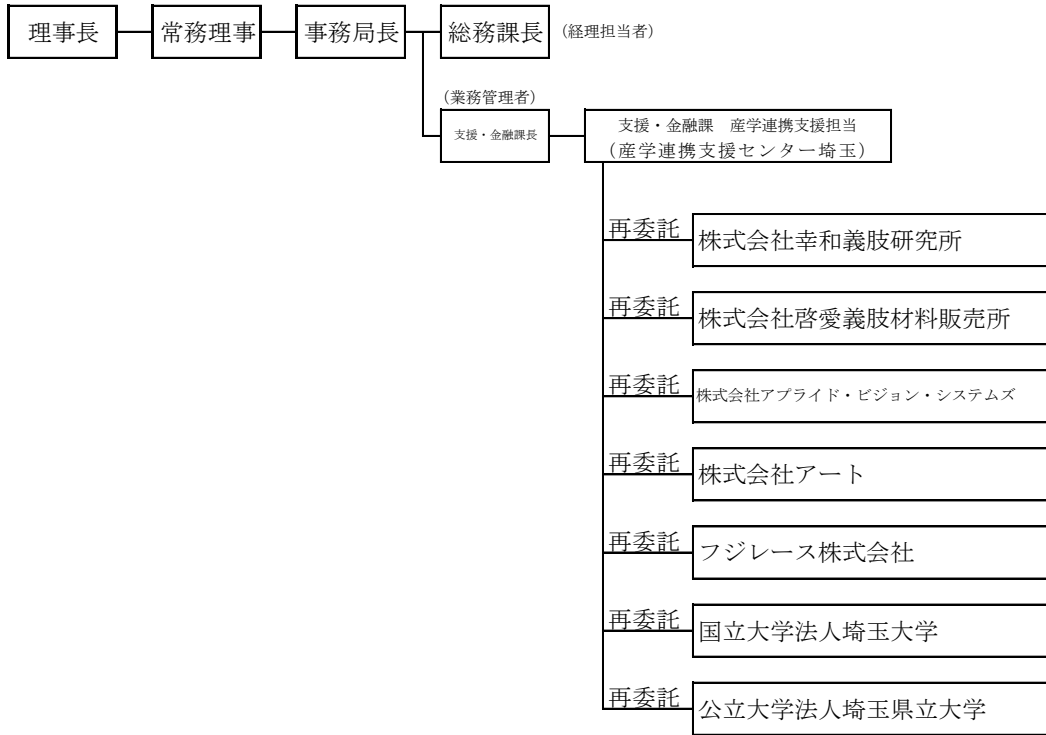 理事長
常務理事
事務局長
総務課長
(経理担当者)
(業務管理者)
支援・金融課長
支援・金融課　産学連携支援担当
(産学連携支援センター埼玉)
再委託
株式会社幸和義肢研究所
再委託
株式会社啓愛義肢材料販売所
再委託
株式会社アプライド・ビジョン・システムズ
再委託
株式会社アート
再委託
フジレース株式会社
再委託
国立大学法人埼玉大学
再委託
公立大学法人埼玉県立大学